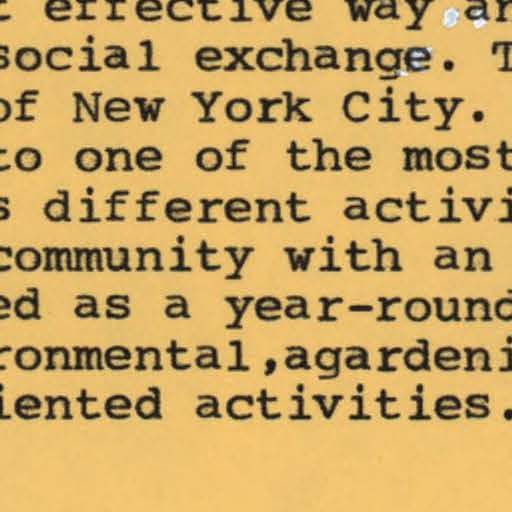 t effective way an
social exchange. T
of New York City.
to one of the most
s different activi
community with an
ed as a year-round
ronmental,agardeni
iented activities.